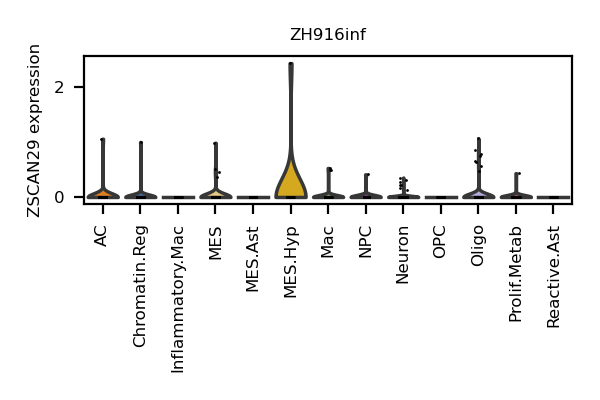 ZH916inf
ZSCAN29 expression
2
0
AC
Chromatin.Reg
Inflammatory.Mac
MES
MES.Ast
MES.Hyp
Mac
NPC
Neuron
OPC
Oligo
Prolif.Metab
Reactive.Ast